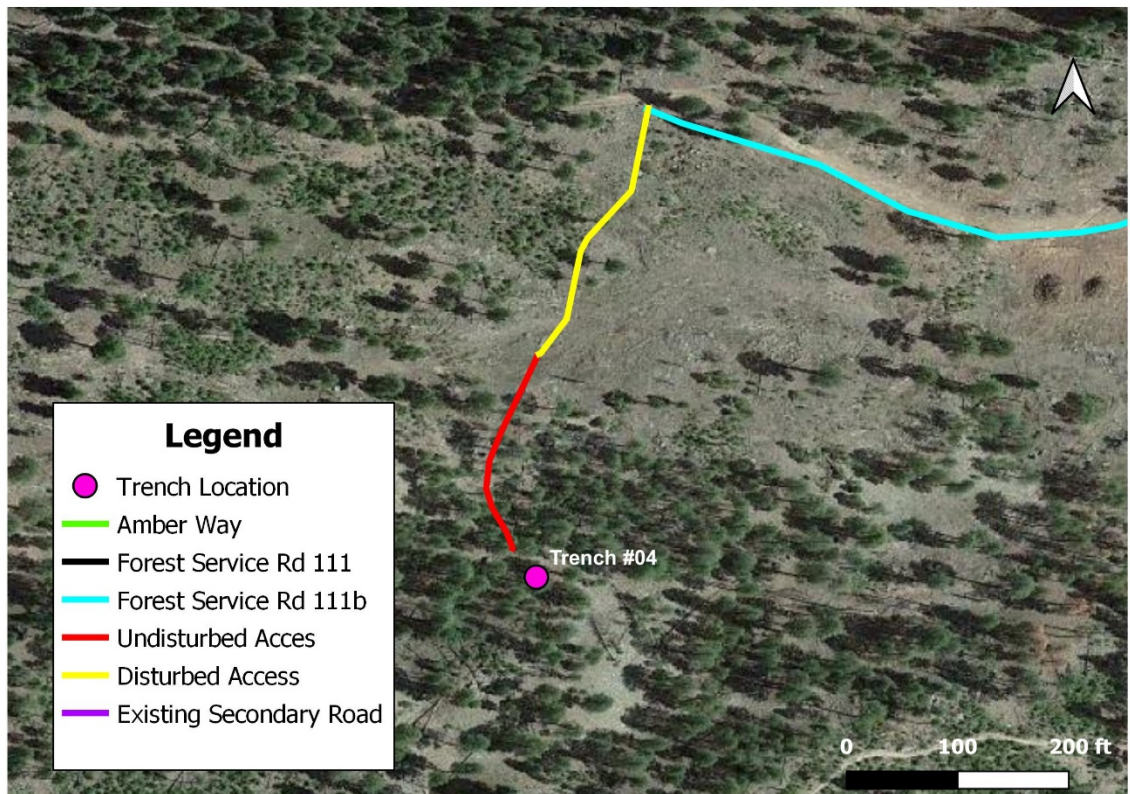 Trench #04
Legend
Trench Location
Amber Way
Forest Service Rd 111
Forest Service Rd 111b
Undisturbed Acces
Disturbed Access
Existing Secondary Road
0 100 200 ft